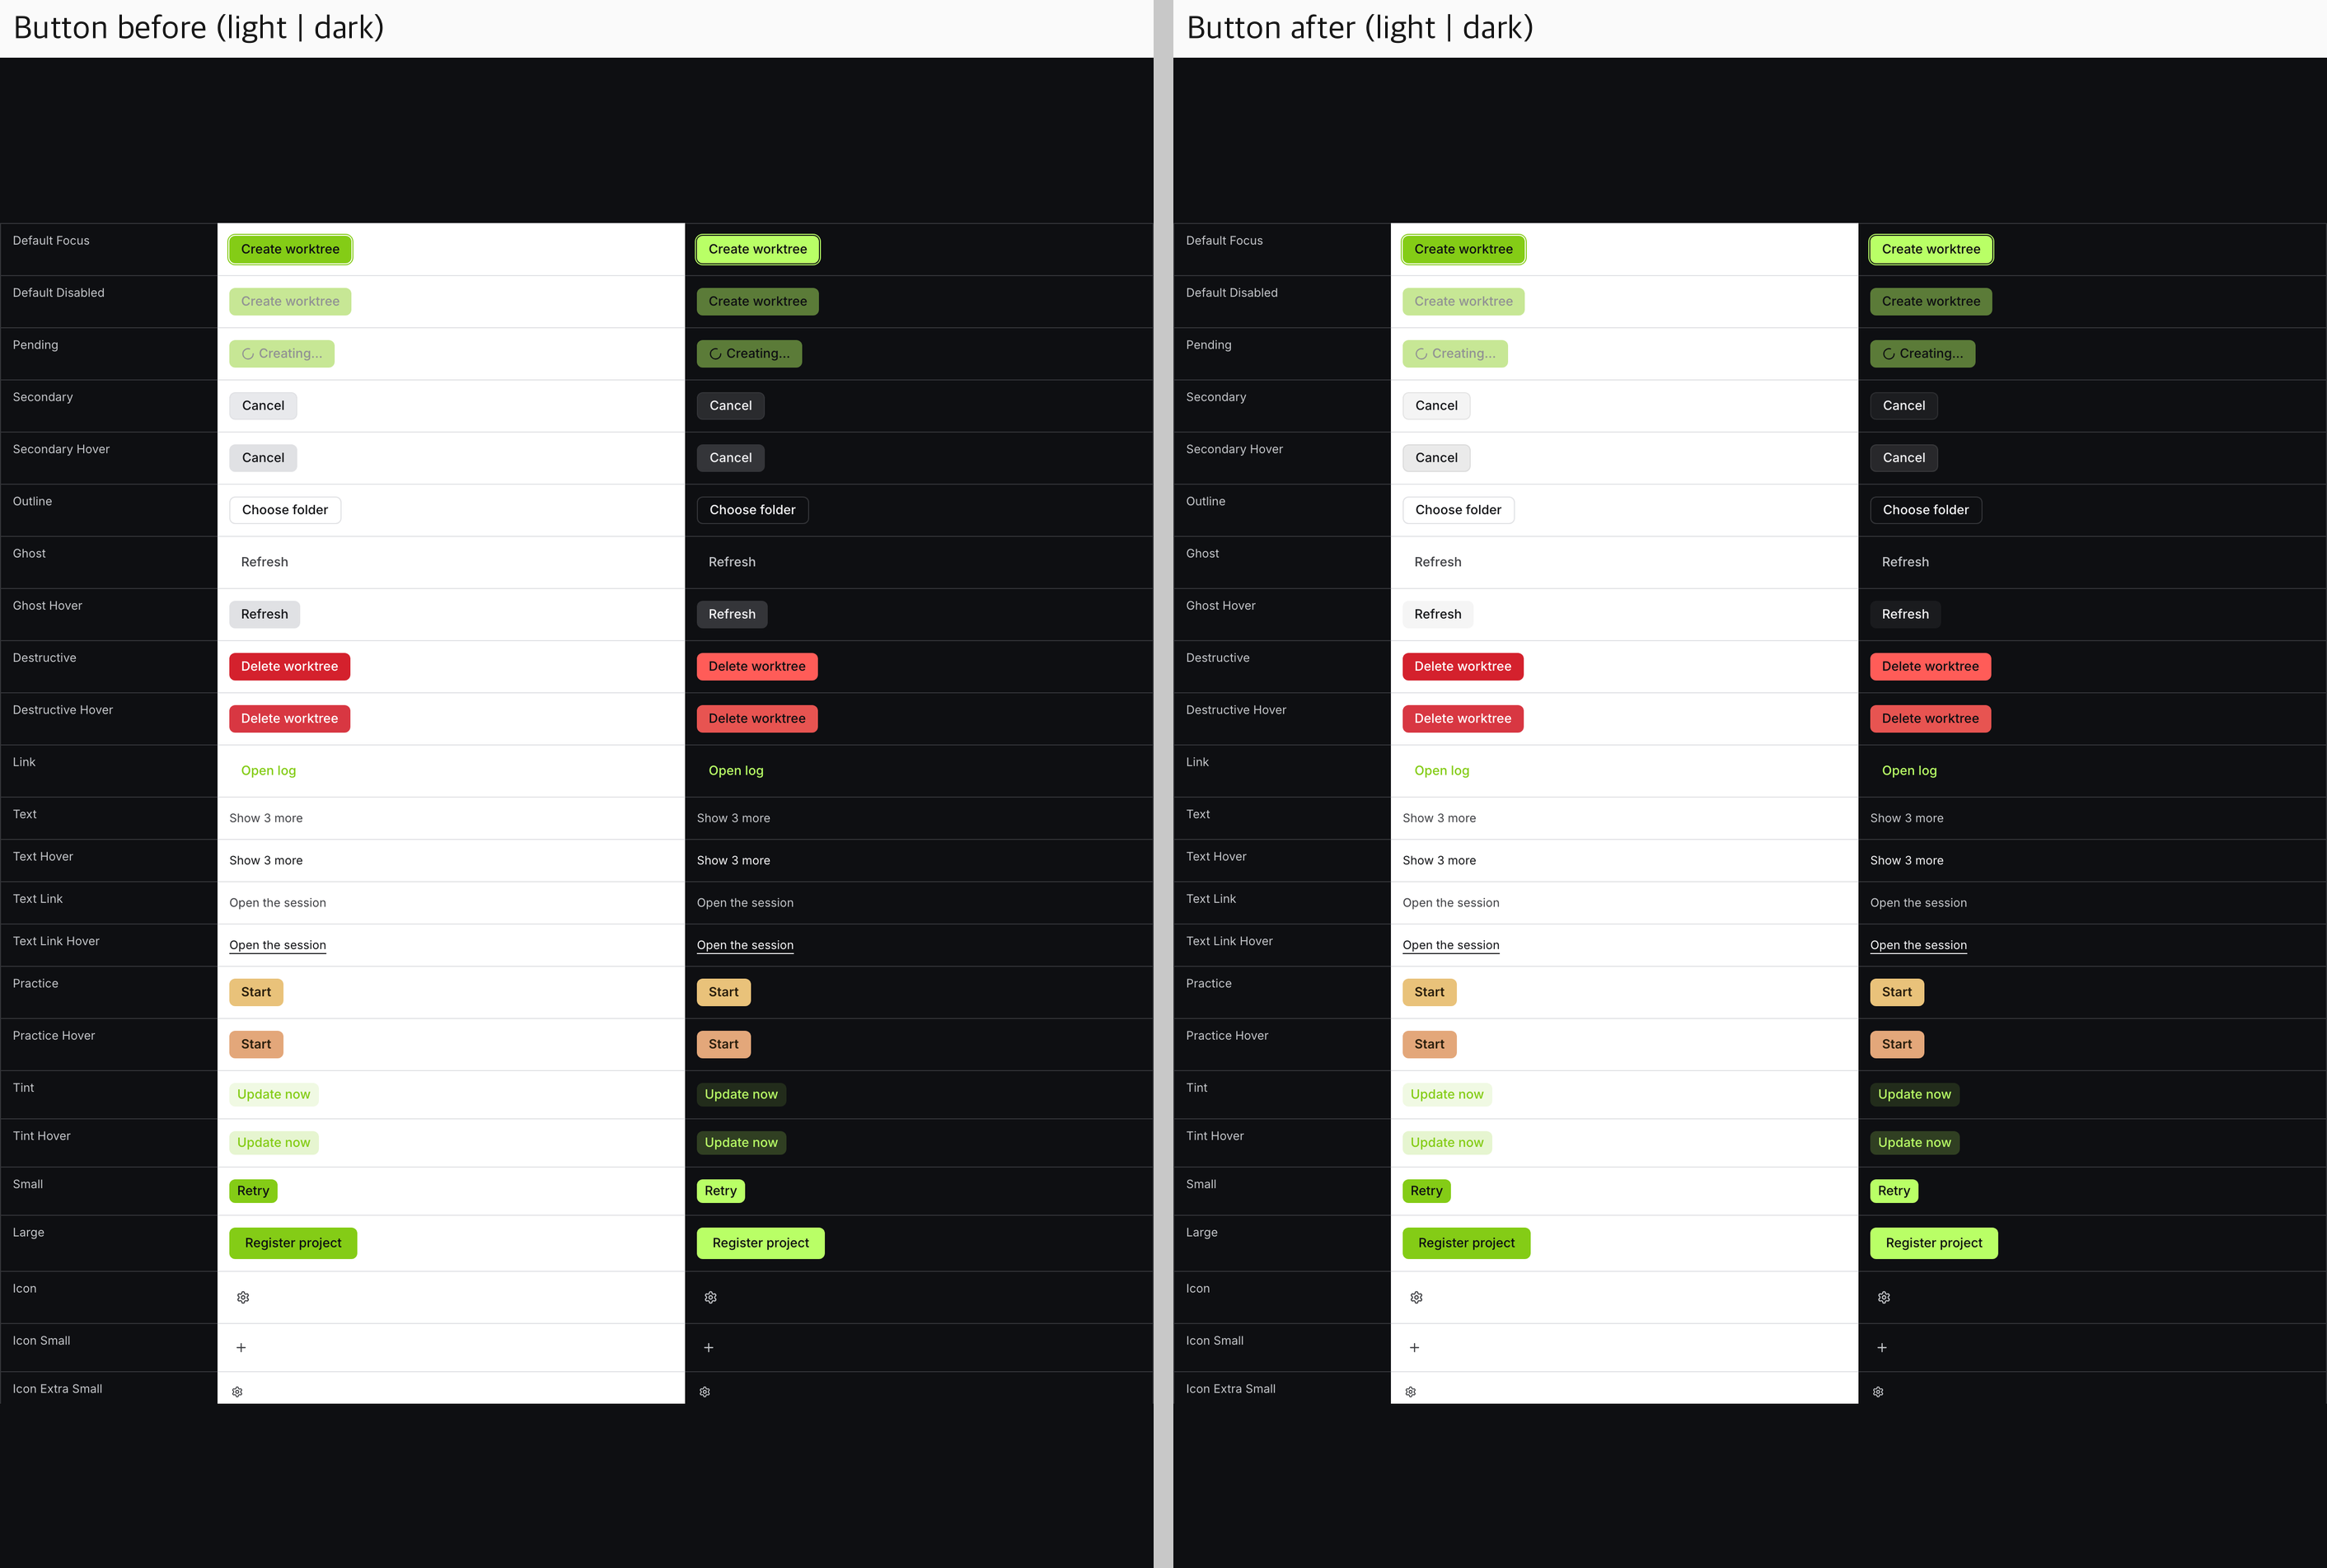 Button before (light | dark)
Default Focus Create worktree Create worktree
Default Disabled Create worktree Create worktree
Pending Creating... Creating...
Secondary Cancel Cancel
Secondary Hover Cancel Cancel
Outline Choose folder Choose folder
Ghost Refresh Refresh
Ghost Hover Refresh Refresh
Destructive Delete worktree Delete worktree
Destructive Hover Delete worktree Delete worktree
Link Open log Open log
Text Show 3 more Show 3 more
Text Hover Show 3 more Show 3 more
Text Link Open the session Open the session
Text Link Hover Open the session Open the session
Practice Start Start
Practice Hover Start Start
Tint Update now Update now
Tint Hover Update now Update now
Small Retry Retry
Large Register project Register project
Icon
Icon Small
Icon Extra Small
Button after (light | dark)
Default Focus Create worktree Create worktree
Default Disabled Create worktree Create worktree
Pending Creating... Creating...
Secondary Cancel Cancel
Secondary Hover Cancel Cancel
Outline Choose folder Choose folder
Ghost Refresh Refresh
Ghost Hover Refresh Refresh
Destructive Delete worktree Delete worktree
Destructive Hover Delete worktree Delete worktree
Link Open log Open log
Text Show 3 more Show 3 more
Text Hover Show 3 more Show 3 more
Text Link Open the session Open the session
Text Link Hover Open the session Open the session
Practice Start Start
Practice Hover Start Start
Tint Update now Update now
Tint Hover Update now Update now
Small Retry Retry
Large Register project Register project
Icon
Icon Small
Icon Extra Small